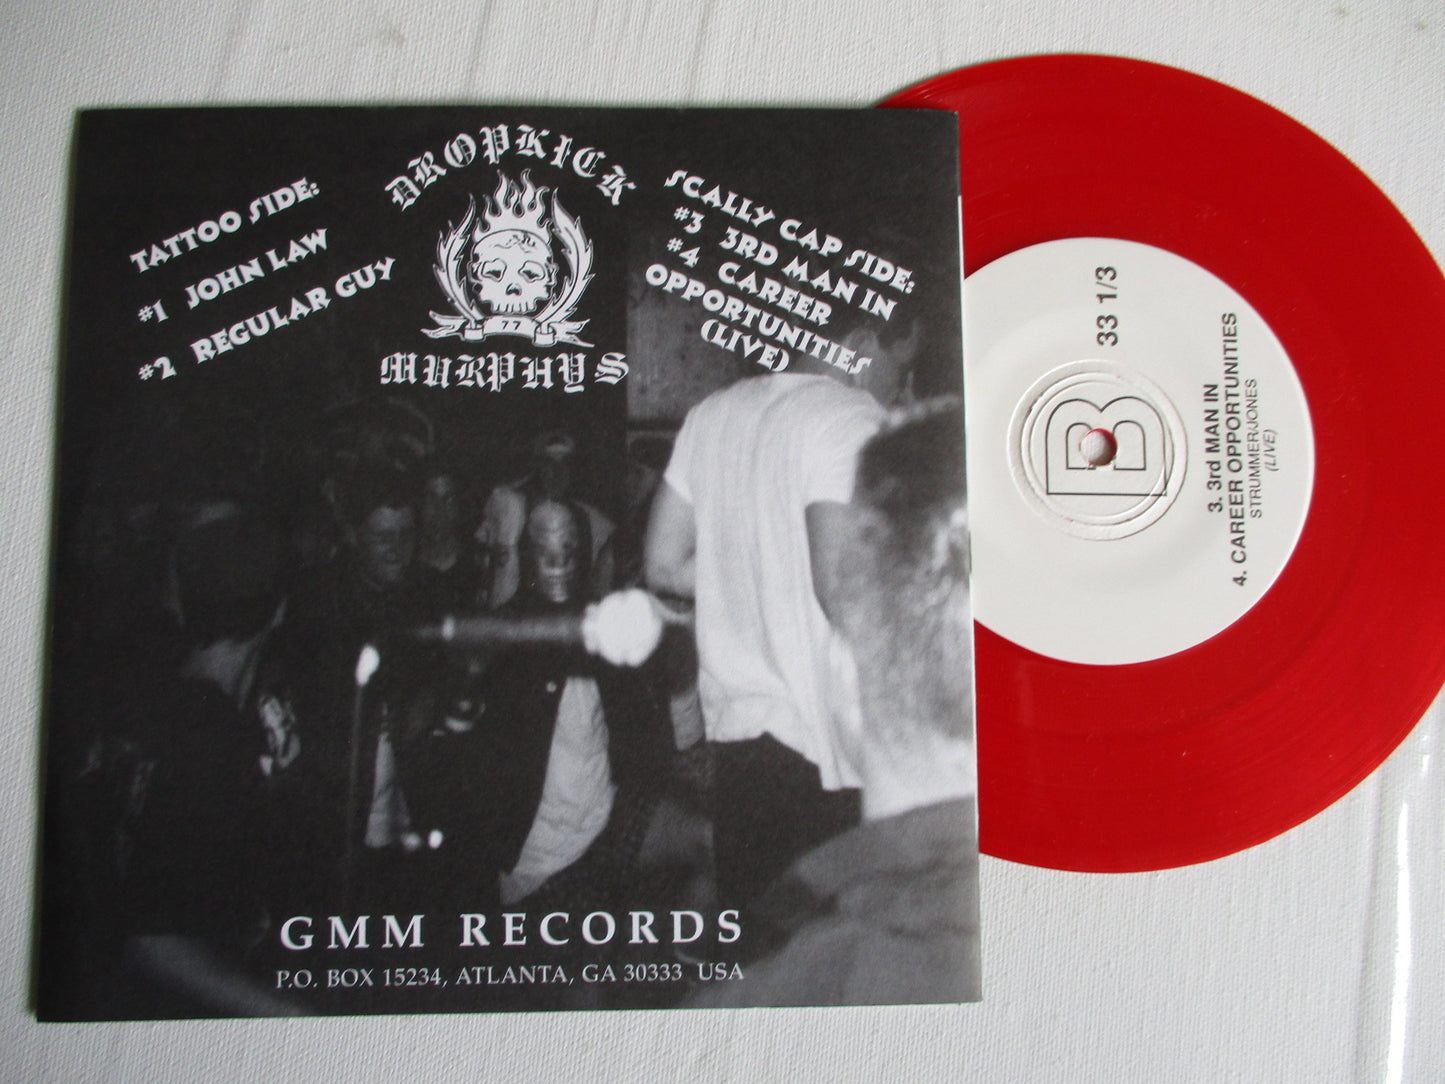 TATTOO SIDE:
#1 JOHN LAW
#2 REGULAR GUY
DROPKICK
77
MURPHYS
SCALLY CAP SIDE:
#3 3RD MAN IN
#4 CAREER
OPPORTUNITIES
(LIVE)
GMM RECORDS
P.O. BOX 15234, ATLANTA, GA 30333 USA
B
33 1/3
3. 3rd MAN IN
4. CAREER OPPORTUNITIES
STRUMMER/JONES
(LIVE)